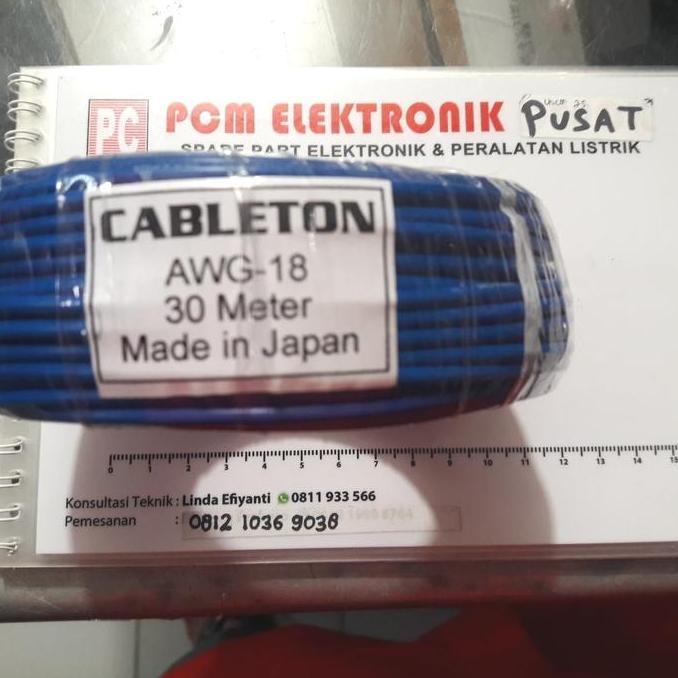 PC PCM ELEKTRONIK PUSAT
SPARE PART ELEKTRONIK & PERALATAN LISTRIK
CABLETON
AWG-18
30 Meter
Made in Japan
0 1 2 3 4 5 6 7 8 9 10 11 12 13 14 15
Konsultasi Teknik : Linda Efiyanti 0811 933 566
Pemesanan : 0812 1036 9038